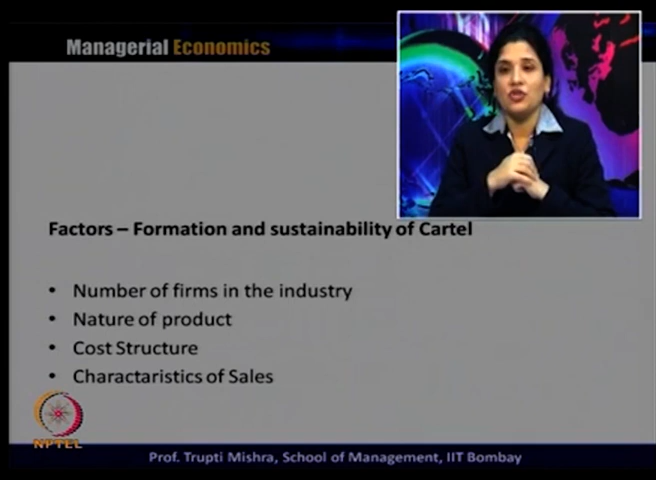 Managerial Economics
Factors – Formation and sustainability of Cartel
• Number of firms in the industry
• Nature of product
• Cost Structure
• Charactaristics of Sales
NPTEL
Prof. Trupti Mishra, School of Management, IIT Bombay